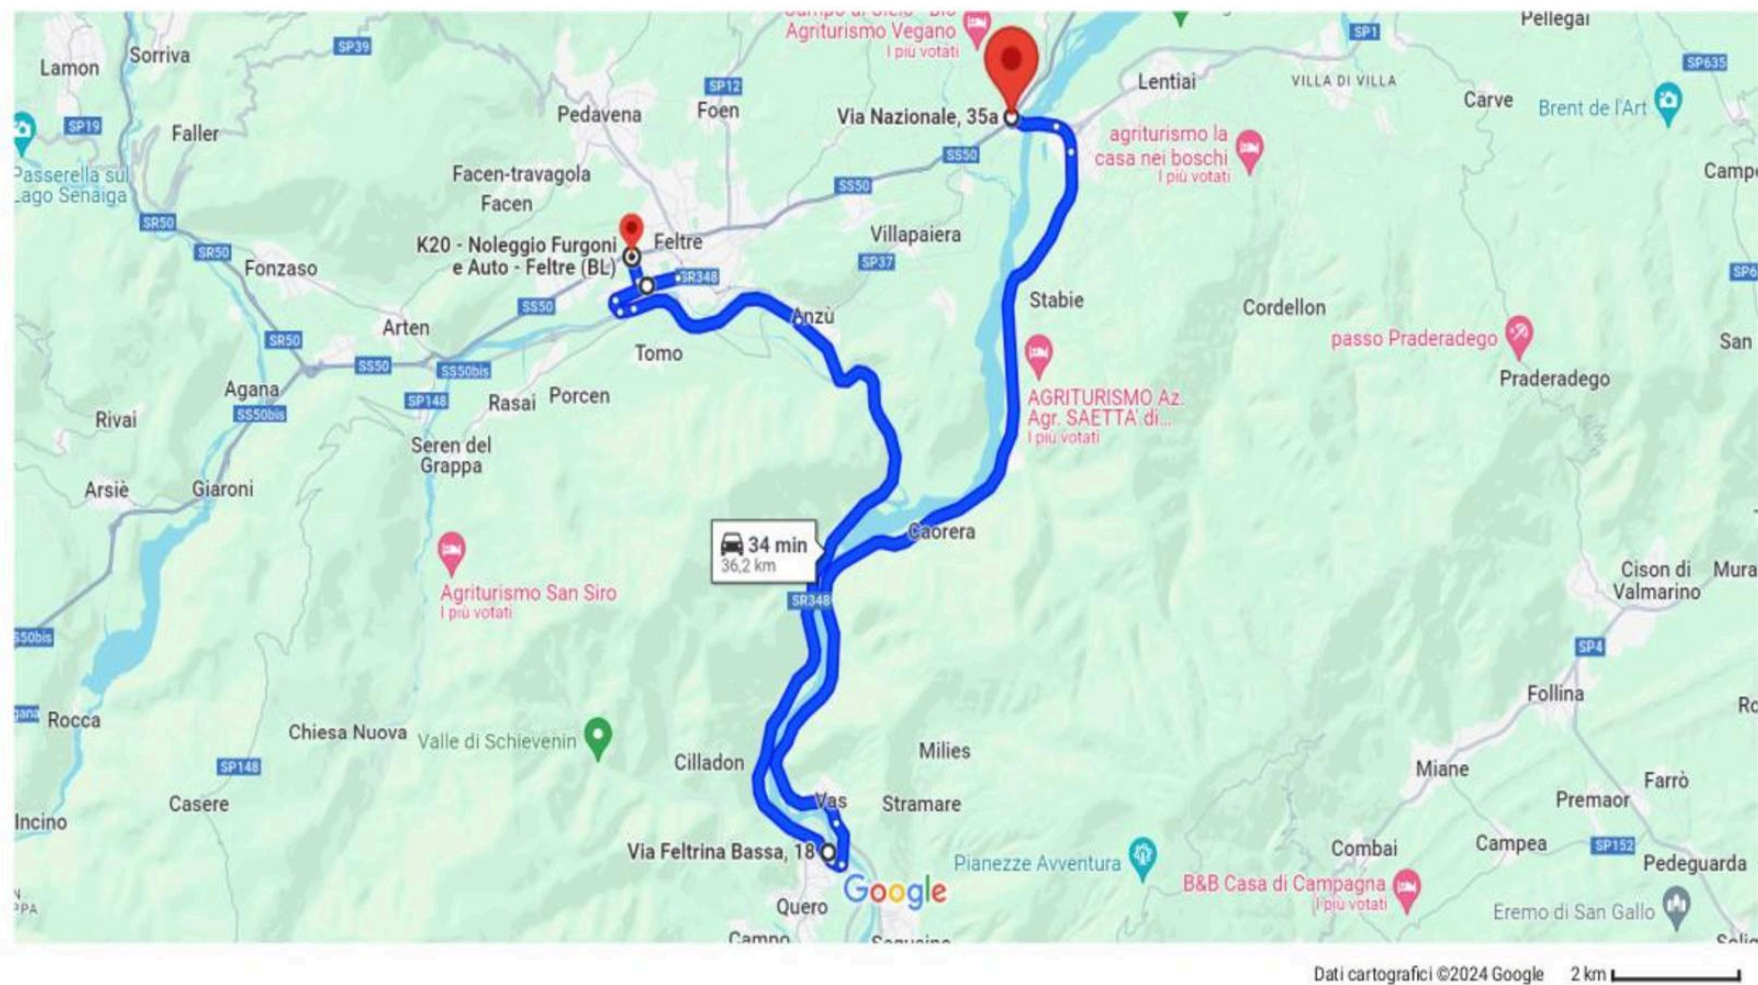 Agriturismo Vegano
I più votati
Pellegai
SP1
Sorriva
SP39
Lamon
SP635
Lentiai
VILLA DI VILLA
SP12
Foen
Carve
Brent de l'Art
Pedavena
Via Nazionale, 35a
SP19
Faller
agriturismo la
casa nei boschi
I più votati
SS50
Passerella sul
Lago Senaiga
Facen-travagola
Facen
SS50
SR50
Villapaiera
K20 - Noleggio Furgoni
e Auto - Feltre (BL)
Feltre
SR50
Fonzaso
SR348
SP37
Stabie
Cordellon
SS50
Anzù
Arten
SR50
Tomo
passo Praderadego
San
SS50
SS50bis
Praderadego
Agana
SP148
Rasai
Porcen
SS50bis
AGRITURISMO Az.
Agr. SAETTA' di...
I più votati
Rivai
Seren del
Grappa
Arsiè
Giaroni
Caorera
34 min
36,2 km
Agriturismo San Siro
I più votati
SR348
Cison di
Valmarino
Mura
S50bis
SP4
Follina
Rocca
Chiesa Nuova
Valle di Schievenin
Cilladon
Milies
SP148
Miane
Farrò
Casere
Vas
Stramare
Premaor
Incino
Via Feltrina Bassa, 18
Pianezze Avventura
Combai
Campea
SP152
Pedeguarda
Google
B&B Casa di Campagna
I più votati
Quero
Eremo di San Gallo
Campo
Dati cartografici ©2024 Google
2 km